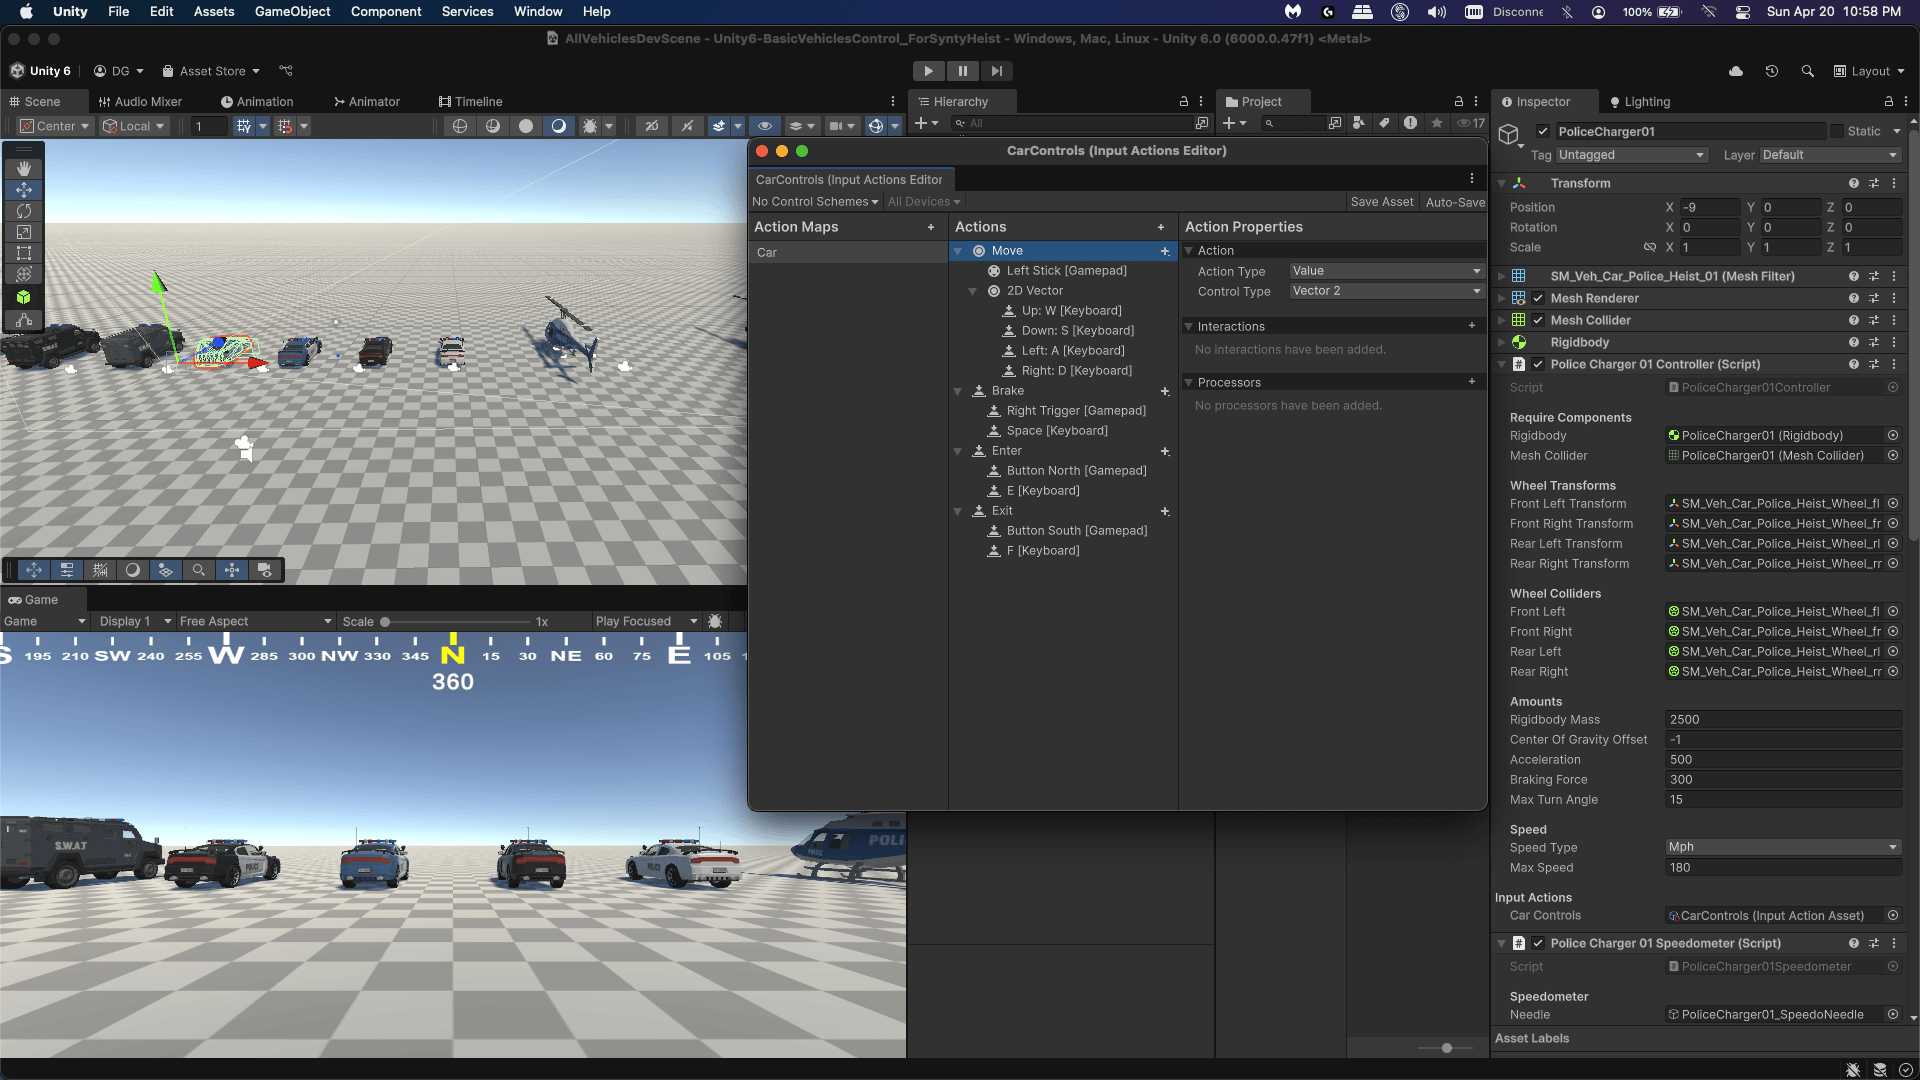 Unity File Edit Assets GameObject Component Services Window Help
Disconne 100% Sun Apr 20 10:58 PM
AllVehiclesDevScene - Unity6-BasicVehiclesControl_ForSyntyHeist - Windows, Mac, Linux - Unity 6.0 (6000.0.47f1) <Metal>
Unity 6 DG Asset Store Layout
Scene Audio Mixer Animation Animator Timeline
Hierarchy
Project
Inspector Lighting
Center Local 1 2D
All
17
CarControls (Input Actions Editor)
CarControls (Input Actions Editor
No Control Schemes All Devices Save Asset Auto-Save
Action Maps +
Car
Actions +
Move
Left Stick [Gamepad]
2D Vector
Up: W [Keyboard]
Down: S [Keyboard]
Left: A [Keyboard]
Right: D [Keyboard]
Brake
Right Trigger [Gamepad]
Space [Keyboard]
Enter
Button North [Gamepad]
E [Keyboard]
Exit
Button South [Gamepad]
F [Keyboard]
Action Properties
Action
Action Type Value
Control Type Vector 2
Interactions +
No interactions have been added.
Processors +
No processors have been added.
PoliceCharger01 Static
Tag Untagged Layer Default
Transform
Position X -9 Y 0 Z 0
Rotation X 0 Y 0 Z 0
Scale X 1 Y 1 Z 1
SM_Veh_Car_Police_Heist_01 (Mesh Filter)
Mesh Renderer
Mesh Collider
Rigidbody
Police Charger 01 Controller (Script)
Script PoliceCharger01Controller
Require Components
Rigidbody PoliceCharger01 (Rigidbody)
Mesh Collider PoliceCharger01 (Mesh Collider)
Wheel Transforms
Front Left Transform SM_Veh_Car_Police_Heist_Wheel_fl
Front Right Transform SM_Veh_Car_Police_Heist_Wheel_fr
Rear Left Transform SM_Veh_Car_Police_Heist_Wheel_rl
Rear Right Transform SM_Veh_Car_Police_Heist_Wheel_rr
Wheel Colliders
Front Left SM_Veh_Car_Police_Heist_Wheel_fl
Front Right SM_Veh_Car_Police_Heist_Wheel_fr
Rear Left SM_Veh_Car_Police_Heist_Wheel_rl
Rear Right SM_Veh_Car_Police_Heist_Wheel_rr
Amounts
Rigidbody Mass 2500
Center Of Gravity Offset -1
Acceleration 500
Braking Force 300
Max Turn Angle 15
Speed
Speed Type Mph
Max Speed 180
Input Actions
Car Controls CarControls (Input Action Asset)
Police Charger 01 Speedometer (Script)
Script PoliceCharger01Speedometer
Speedometer
Needle PoliceCharger01_SpeedoNeedle
Asset Labels
Game
Game Display 1 Free Aspect Scale 1x Play Focused
S 195 210 SW 240 255 W 285 300 NW 330 345 N 15 30 NE 60 75 E 105
360
S.W.A.T
POLICE
POLICE
POLI